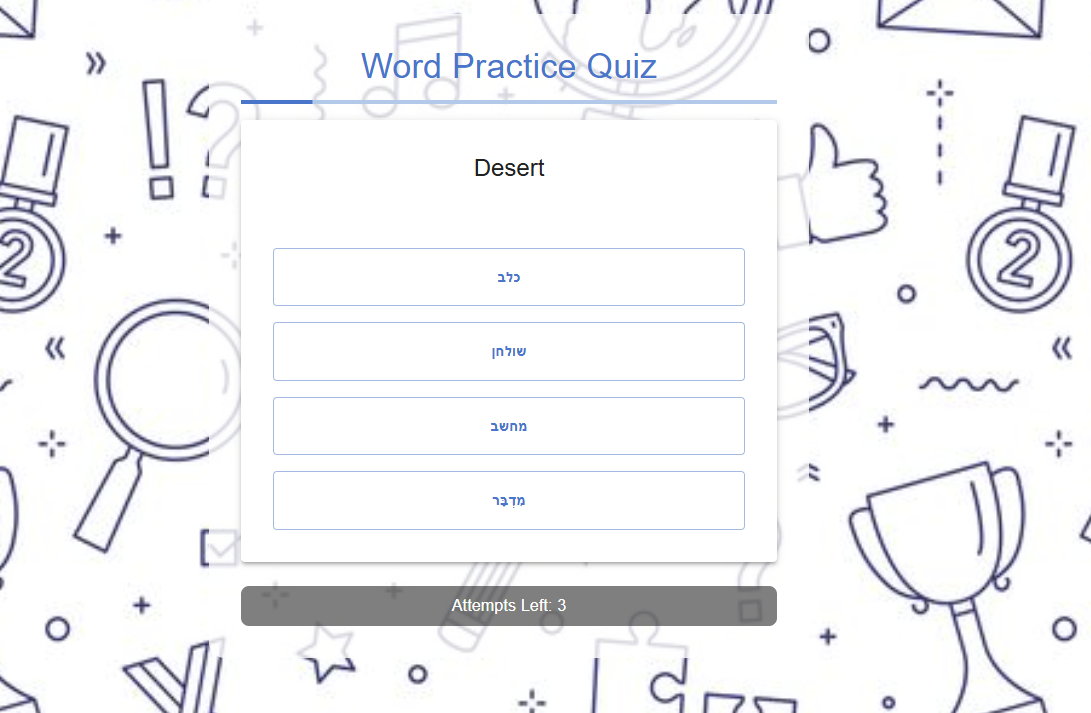 Word Practice Quiz
Desert
כלב
שולחן
מחשב
מִדְבָּר
Attempts Left: 3